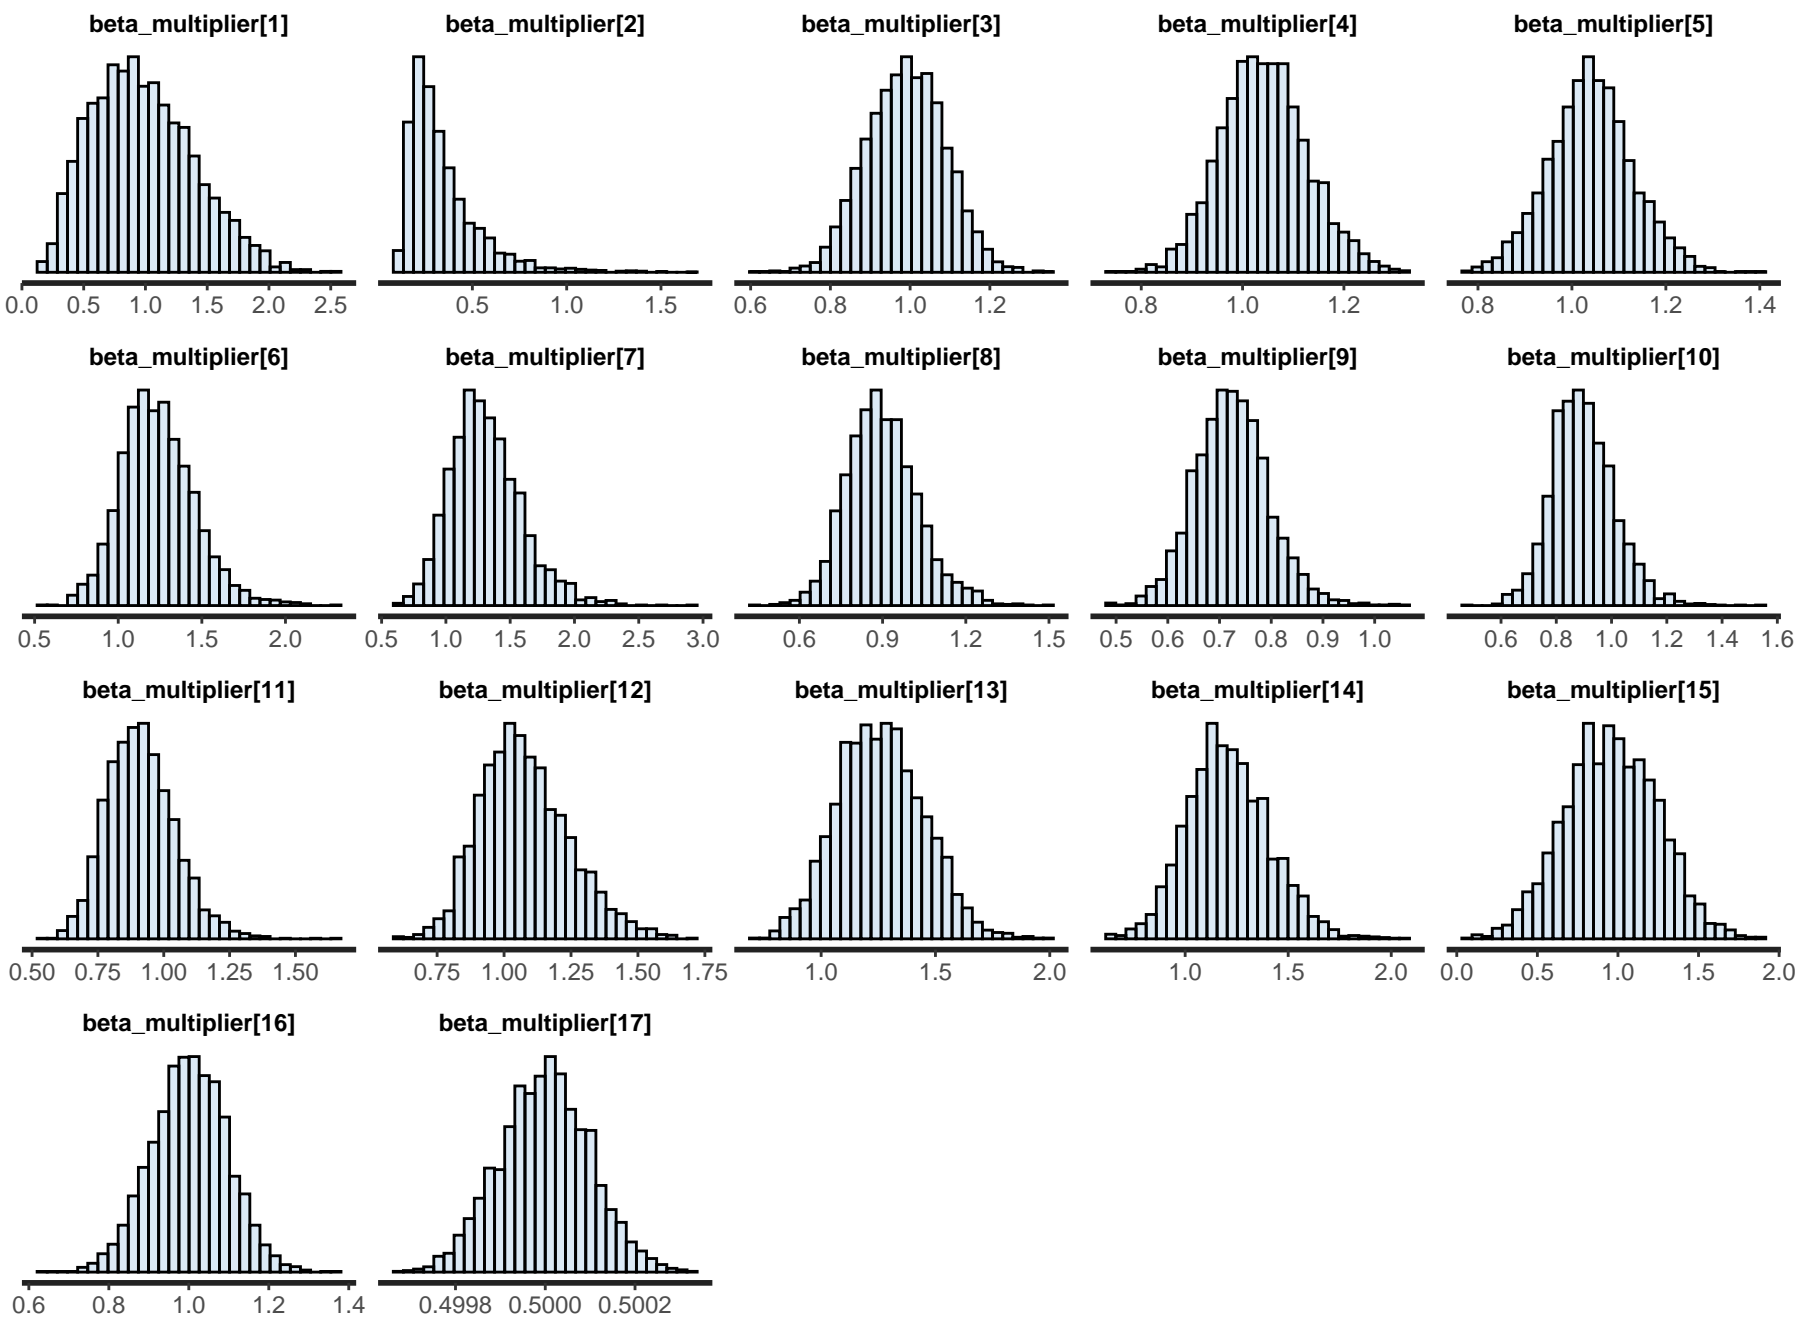 beta_multiplier[1] beta_multiplier[2] beta_multiplier[3] beta_multiplier[4] beta_multiplier[5]
0.0 0.5 1.0 1.5 2.0 2.5 0.5 1.0 1.5 0.6 0.8 1.0 1.2 0.8 1.0 1.2 0.8 1.0 1.2 1.4
beta_multiplier[6] beta_multiplier[7] beta_multiplier[8] beta_multiplier[9] beta_multiplier[10]
0.5 1.0 1.5 2.0 0.5 1.0 1.5 2.0 2.5 3.0 0.6 0.9 1.2 1.5 0.5 0.6 0.7 0.8 0.9 1.0 0.6 0.8 1.0 1.2 1.4 1.6
beta_multiplier[11] beta_multiplier[12] beta_multiplier[13] beta_multiplier[14] beta_multiplier[15]
0.50 0.75 1.00 1.25 1.50 0.75 1.00 1.25 1.50 1.75 1.0 1.5 2.0 1.0 1.5 2.0 0.0 0.5 1.0 1.5 2.0
beta_multiplier[16] beta_multiplier[17]
0.6 0.8 1.0 1.2 1.4 0.4998 0.5000 0.5002